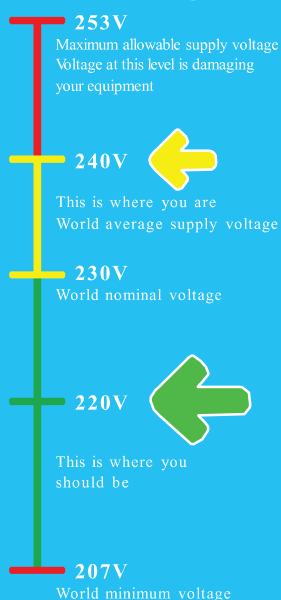 253V
Maximum allowable supply voltage
Voltage at this level is damaging
your equipment
240V
This is where you are
World average supply voltage
230V
World nominal voltage
220V
This is where you
should be
207V
World minimum voltage